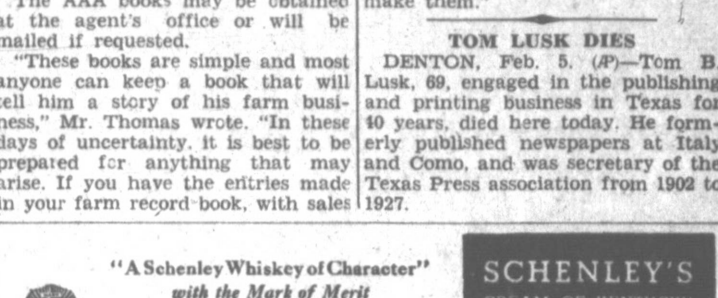 The AAA books may be obtained
at the agent's office or will be
mailed if requested.
"These books are simple and most
anyone can keep a book that will
tell him a story of his farm busi-
ness," Mr. Thomas wrote. "In these
days of uncertainty. it is best to be
prepared for anything that may
arise. If you have the entries made
in your farm record book, with sales
make them.
TOM LUSK DIES
DENTON, Feb. 5. (AP)—Tom B.
Lusk, 69, engaged in the publishing
and printing business in Texas for
40 years, died here today. He form-
erly published newspapers at Italy
and Como, and was secretary of the
Texas Press association from 1902 to
1927.
"A Schenley Whiskey of Character"
with the Mark of Merit
SCHENLEY'S